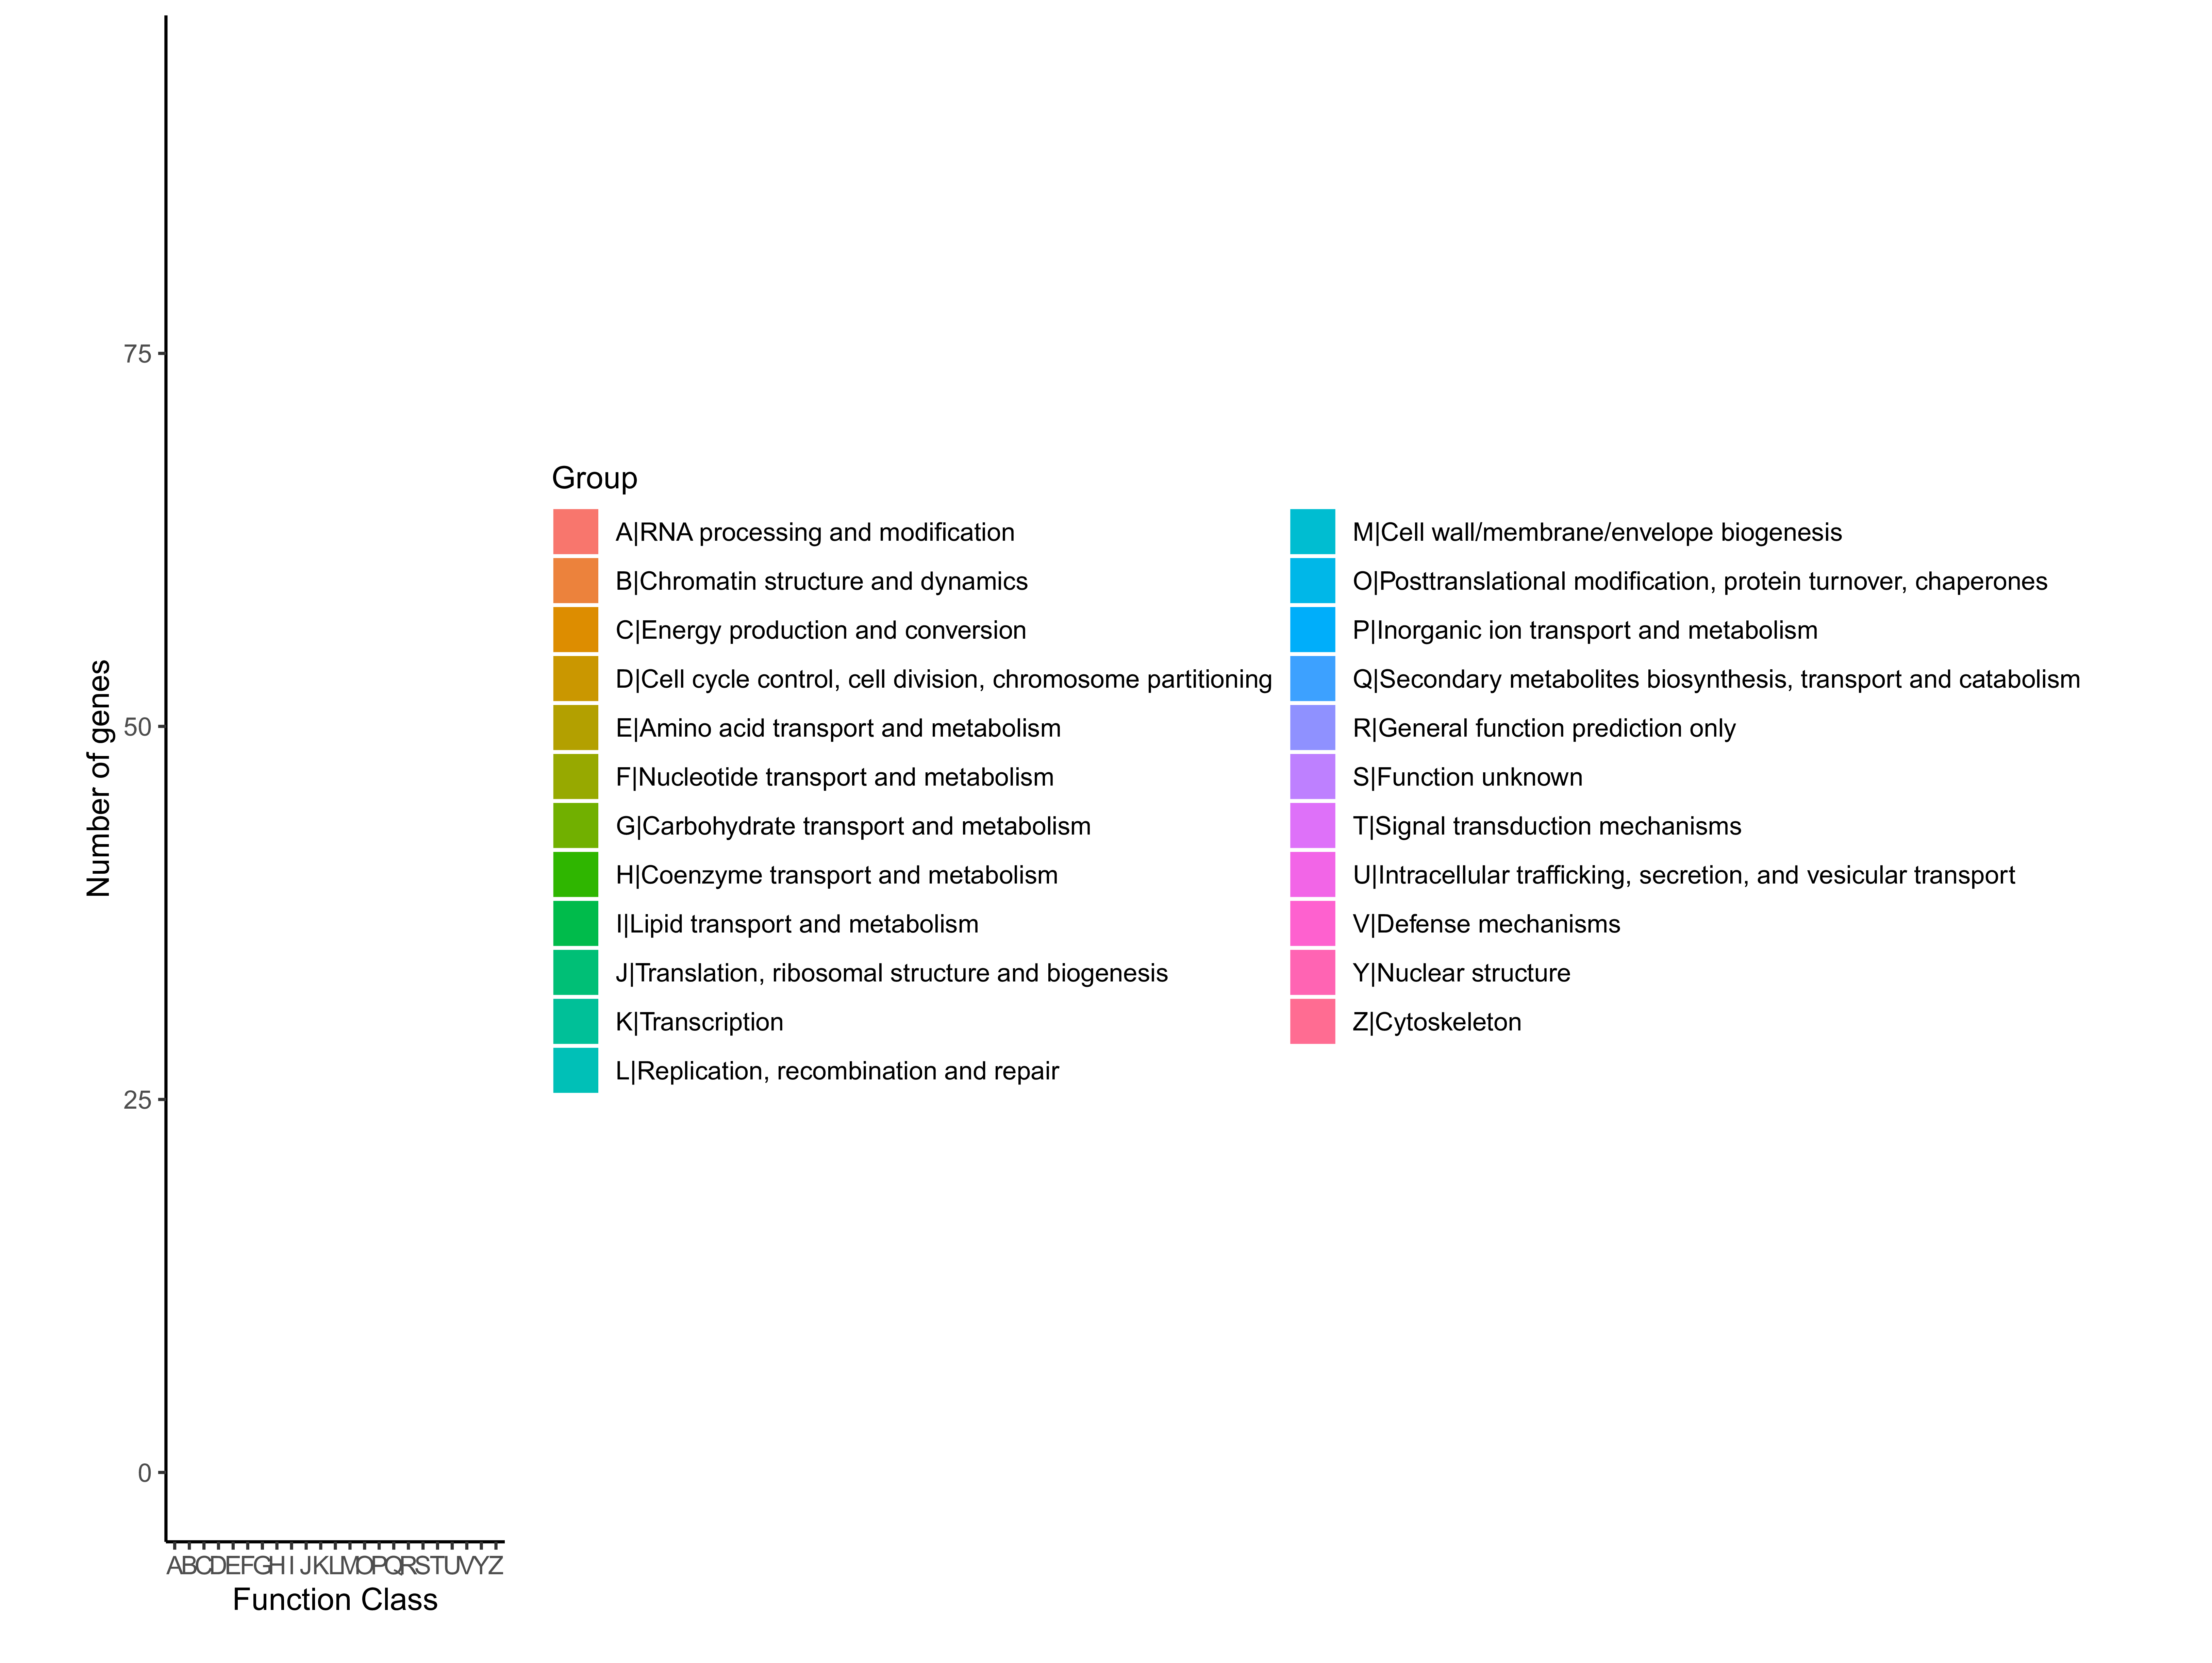 75
50
25
0
Number of genes
ABCDEFGHIJKLMOPQRSTUVYZ
Function Class
Group
A|RNA processing and modification
B|Chromatin structure and dynamics
C|Energy production and conversion
D|Cell cycle control, cell division, chromosome partitioning
E|Amino acid transport and metabolism
F|Nucleotide transport and metabolism
G|Carbohydrate transport and metabolism
H|Coenzyme transport and metabolism
I|Lipid transport and metabolism
J|Translation, ribosomal structure and biogenesis
K|Transcription
L|Replication, recombination and repair
M|Cell wall/membrane/envelope biogenesis
O|Posttranslational modification, protein turnover, chaperones
P|Inorganic ion transport and metabolism
Q|Secondary metabolites biosynthesis, transport and catabolism
R|General function prediction only
S|Function unknown
T|Signal transduction mechanisms
U|Intracellular trafficking, secretion, and vesicular transport
V|Defense mechanisms
Y|Nuclear structure
Z|Cytoskeleton